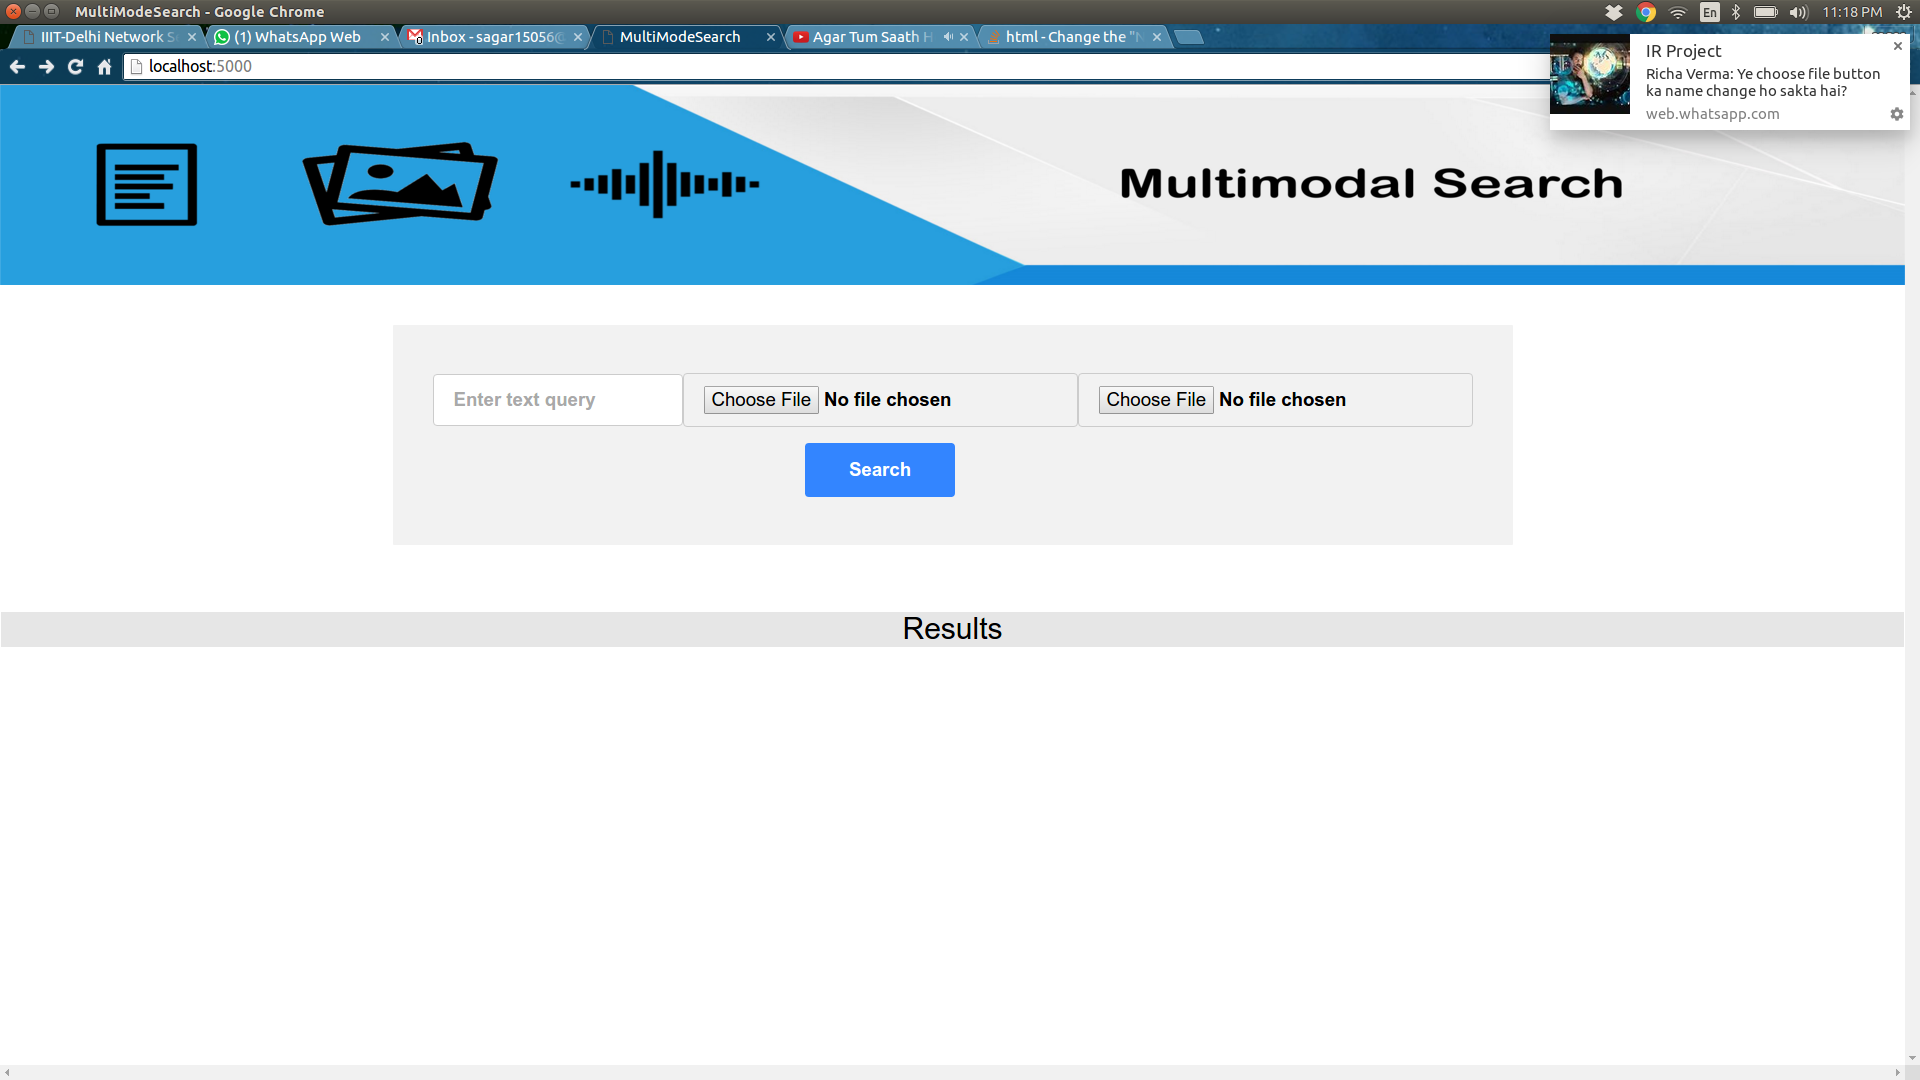 MultiModeSearch - Google Chrome
En
11:18 PM
IIIT-Delhi Network S
(1) WhatsApp Web
Inbox - sagar15056@
MultiModeSearch
Agar Tum Saath H
html - Change the "N
localhost:5000
IR Project
Richa Verma: Ye choose file button
ka name change ho sakta hai?
web.whatsapp.com
Multimodal Search
Enter text query
Choose File No file chosen
Choose File No file chosen
Search
Results